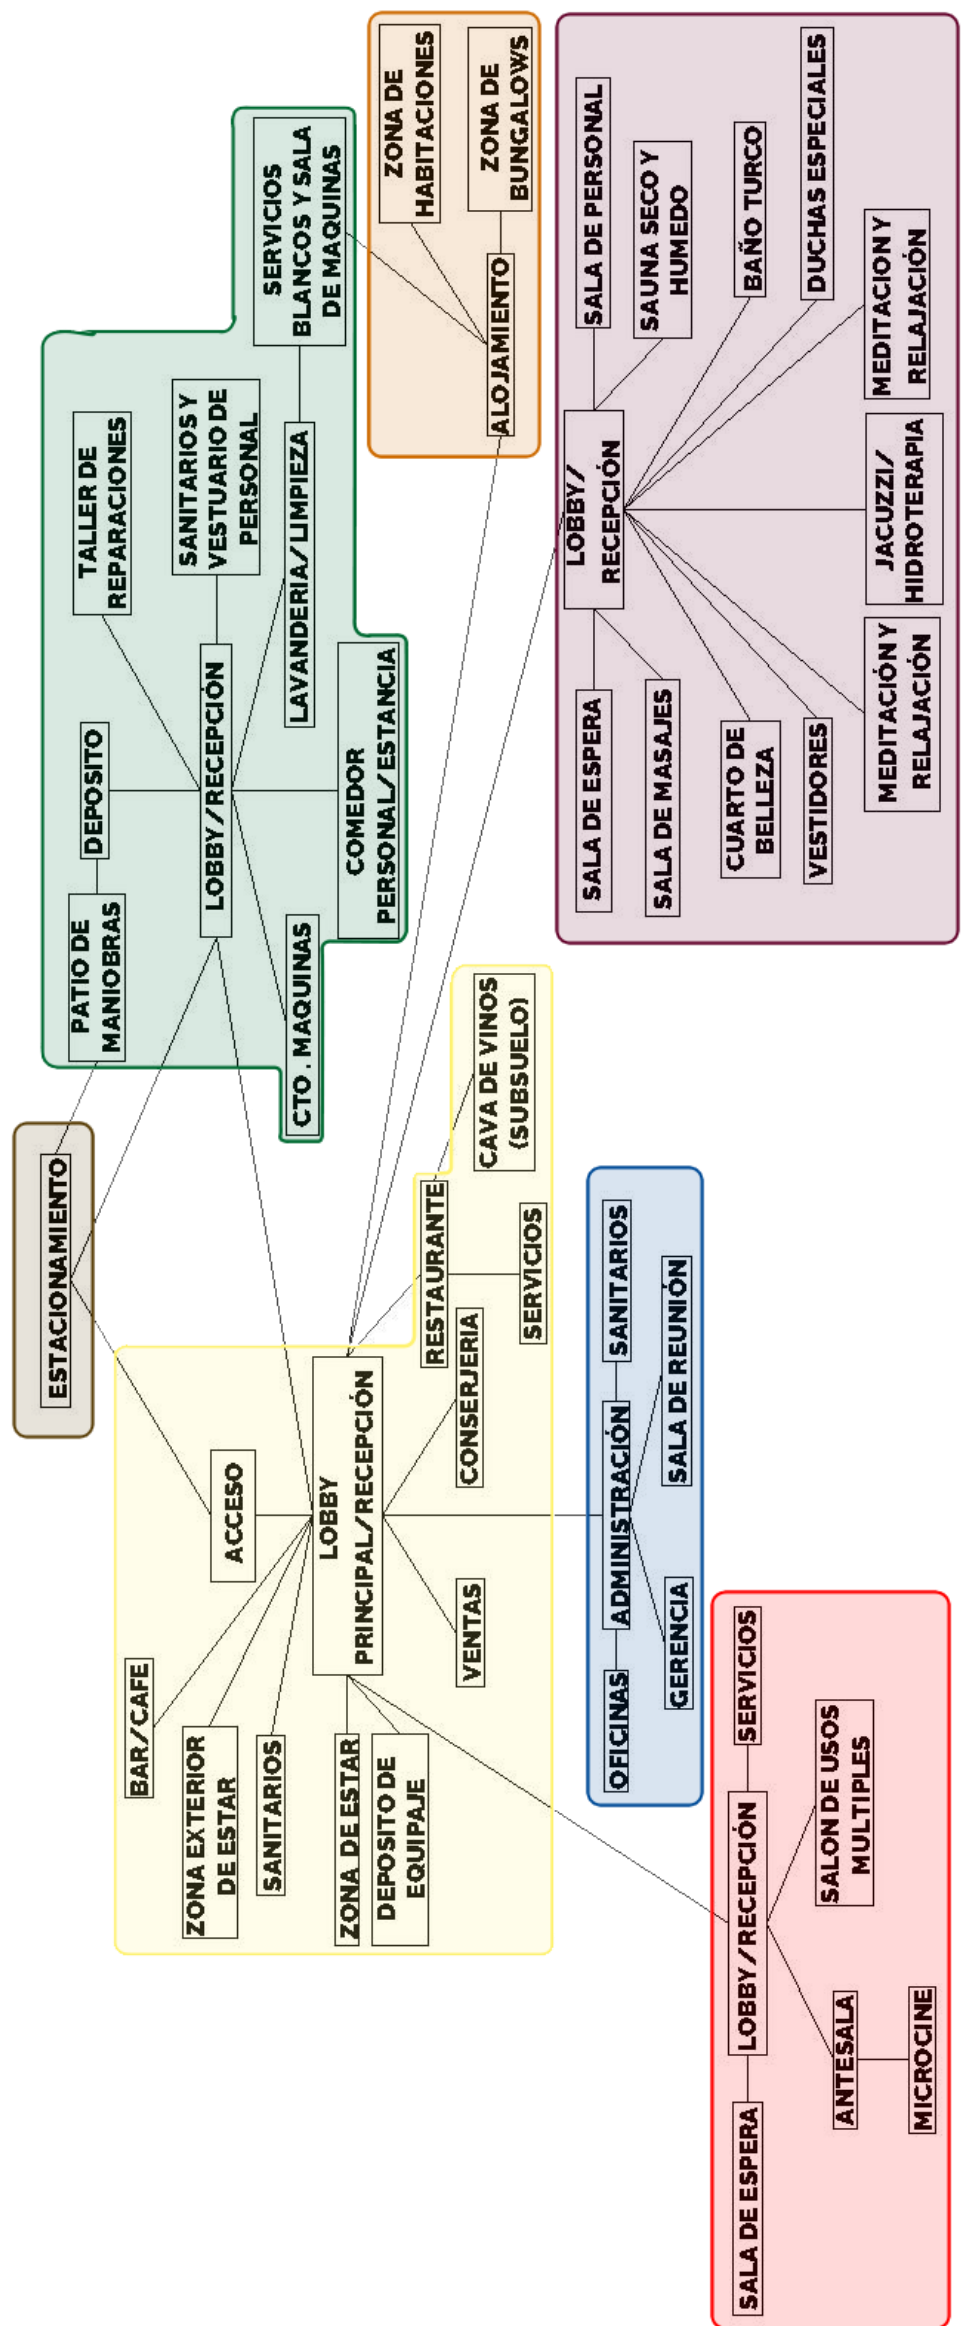 ESTACIONAMIENTO
PATIO DE
MANIOBRAS
DEPOSITO
TALLER DE
REPARACIONES
SANITARIOS Y
VESTUARIO DE
PERSONAL
LOBBY/RECEPCIÓN
LAVANDERIA/LIMPIEZA
SERVICIOS
BLANCOS Y SALA
DE MAQUINAS
CTO. MAQUINAS
COMEDOR
PERSONAL/ESTANCIA
ZONA DE
HABITACIONES
ZONA DE
BUNGALOWS
ALOJAMIENTO
BAR/CAFE
ACCESO
ZONA EXTERIOR
DE ESTAR
SANITARIOS
LOBBY
PRINCIPAL/RECEPCIÓN
ZONA DE ESTAR
DEPOSITO DE
EQUIPAJE
VENTAS
CONSERJERIA
RESTAURANTE
CAVA DE VINOS
(SUBSUELO)
SERVICIOS
SALA DE ESPERA
LOBBY/
RECEPCIÓN
SALA DE PERSONAL
SALA DE MASAJES
SAUNA SECO Y
HUMEDO
CUARTO DE
BELLEZA
BAÑO TURCO
VESTIDORES
DUCHAS ESPECIALES
MEDITACIÓN Y
RELAJACIÓN
JACUZZI/
HIDROTERAPIA
MEDITACION Y
RELAJACIÓN
OFICINAS
ADMINISTRACIÓN
SANITARIOS
GERENCIA
SALA DE REUNIÓN
SALA DE ESPERA
LOBBY/RECEPCIÓN
SERVICIOS
ANTESALA
SALON DE USOS
MULTIPLES
MICROCINE